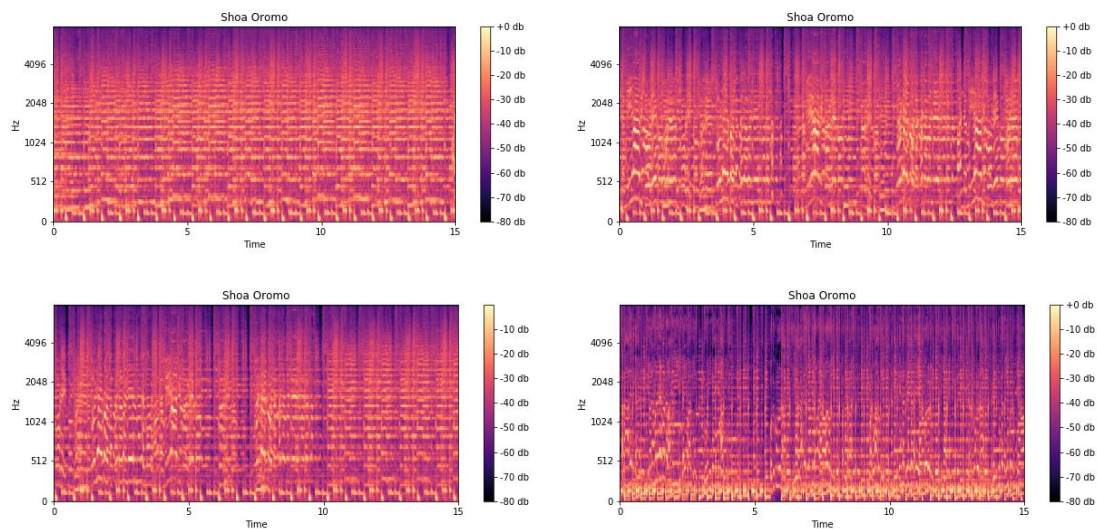 Shoa Oromo
Hz
4096
2048
1024
512
0
0 5 10 15
Time
+0 db
-10 db
-20 db
-30 db
-40 db
-50 db
-60 db
-70 db
-80 db
Shoa Oromo
Hz
4096
2048
1024
512
0
0 5 10 15
Time
+0 db
-10 db
-20 db
-30 db
-40 db
-50 db
-60 db
-70 db
-80 db
Shoa Oromo
Hz
4096
2048
1024
512
0
0 5 10 15
Time
-10 db
-20 db
-30 db
-40 db
-50 db
-60 db
-70 db
-80 db
Shoa Oromo
Hz
4096
2048
1024
512
0
0 5 10 15
Time
+0 db
-10 db
-20 db
-30 db
-40 db
-50 db
-60 db
-70 db
-80 db